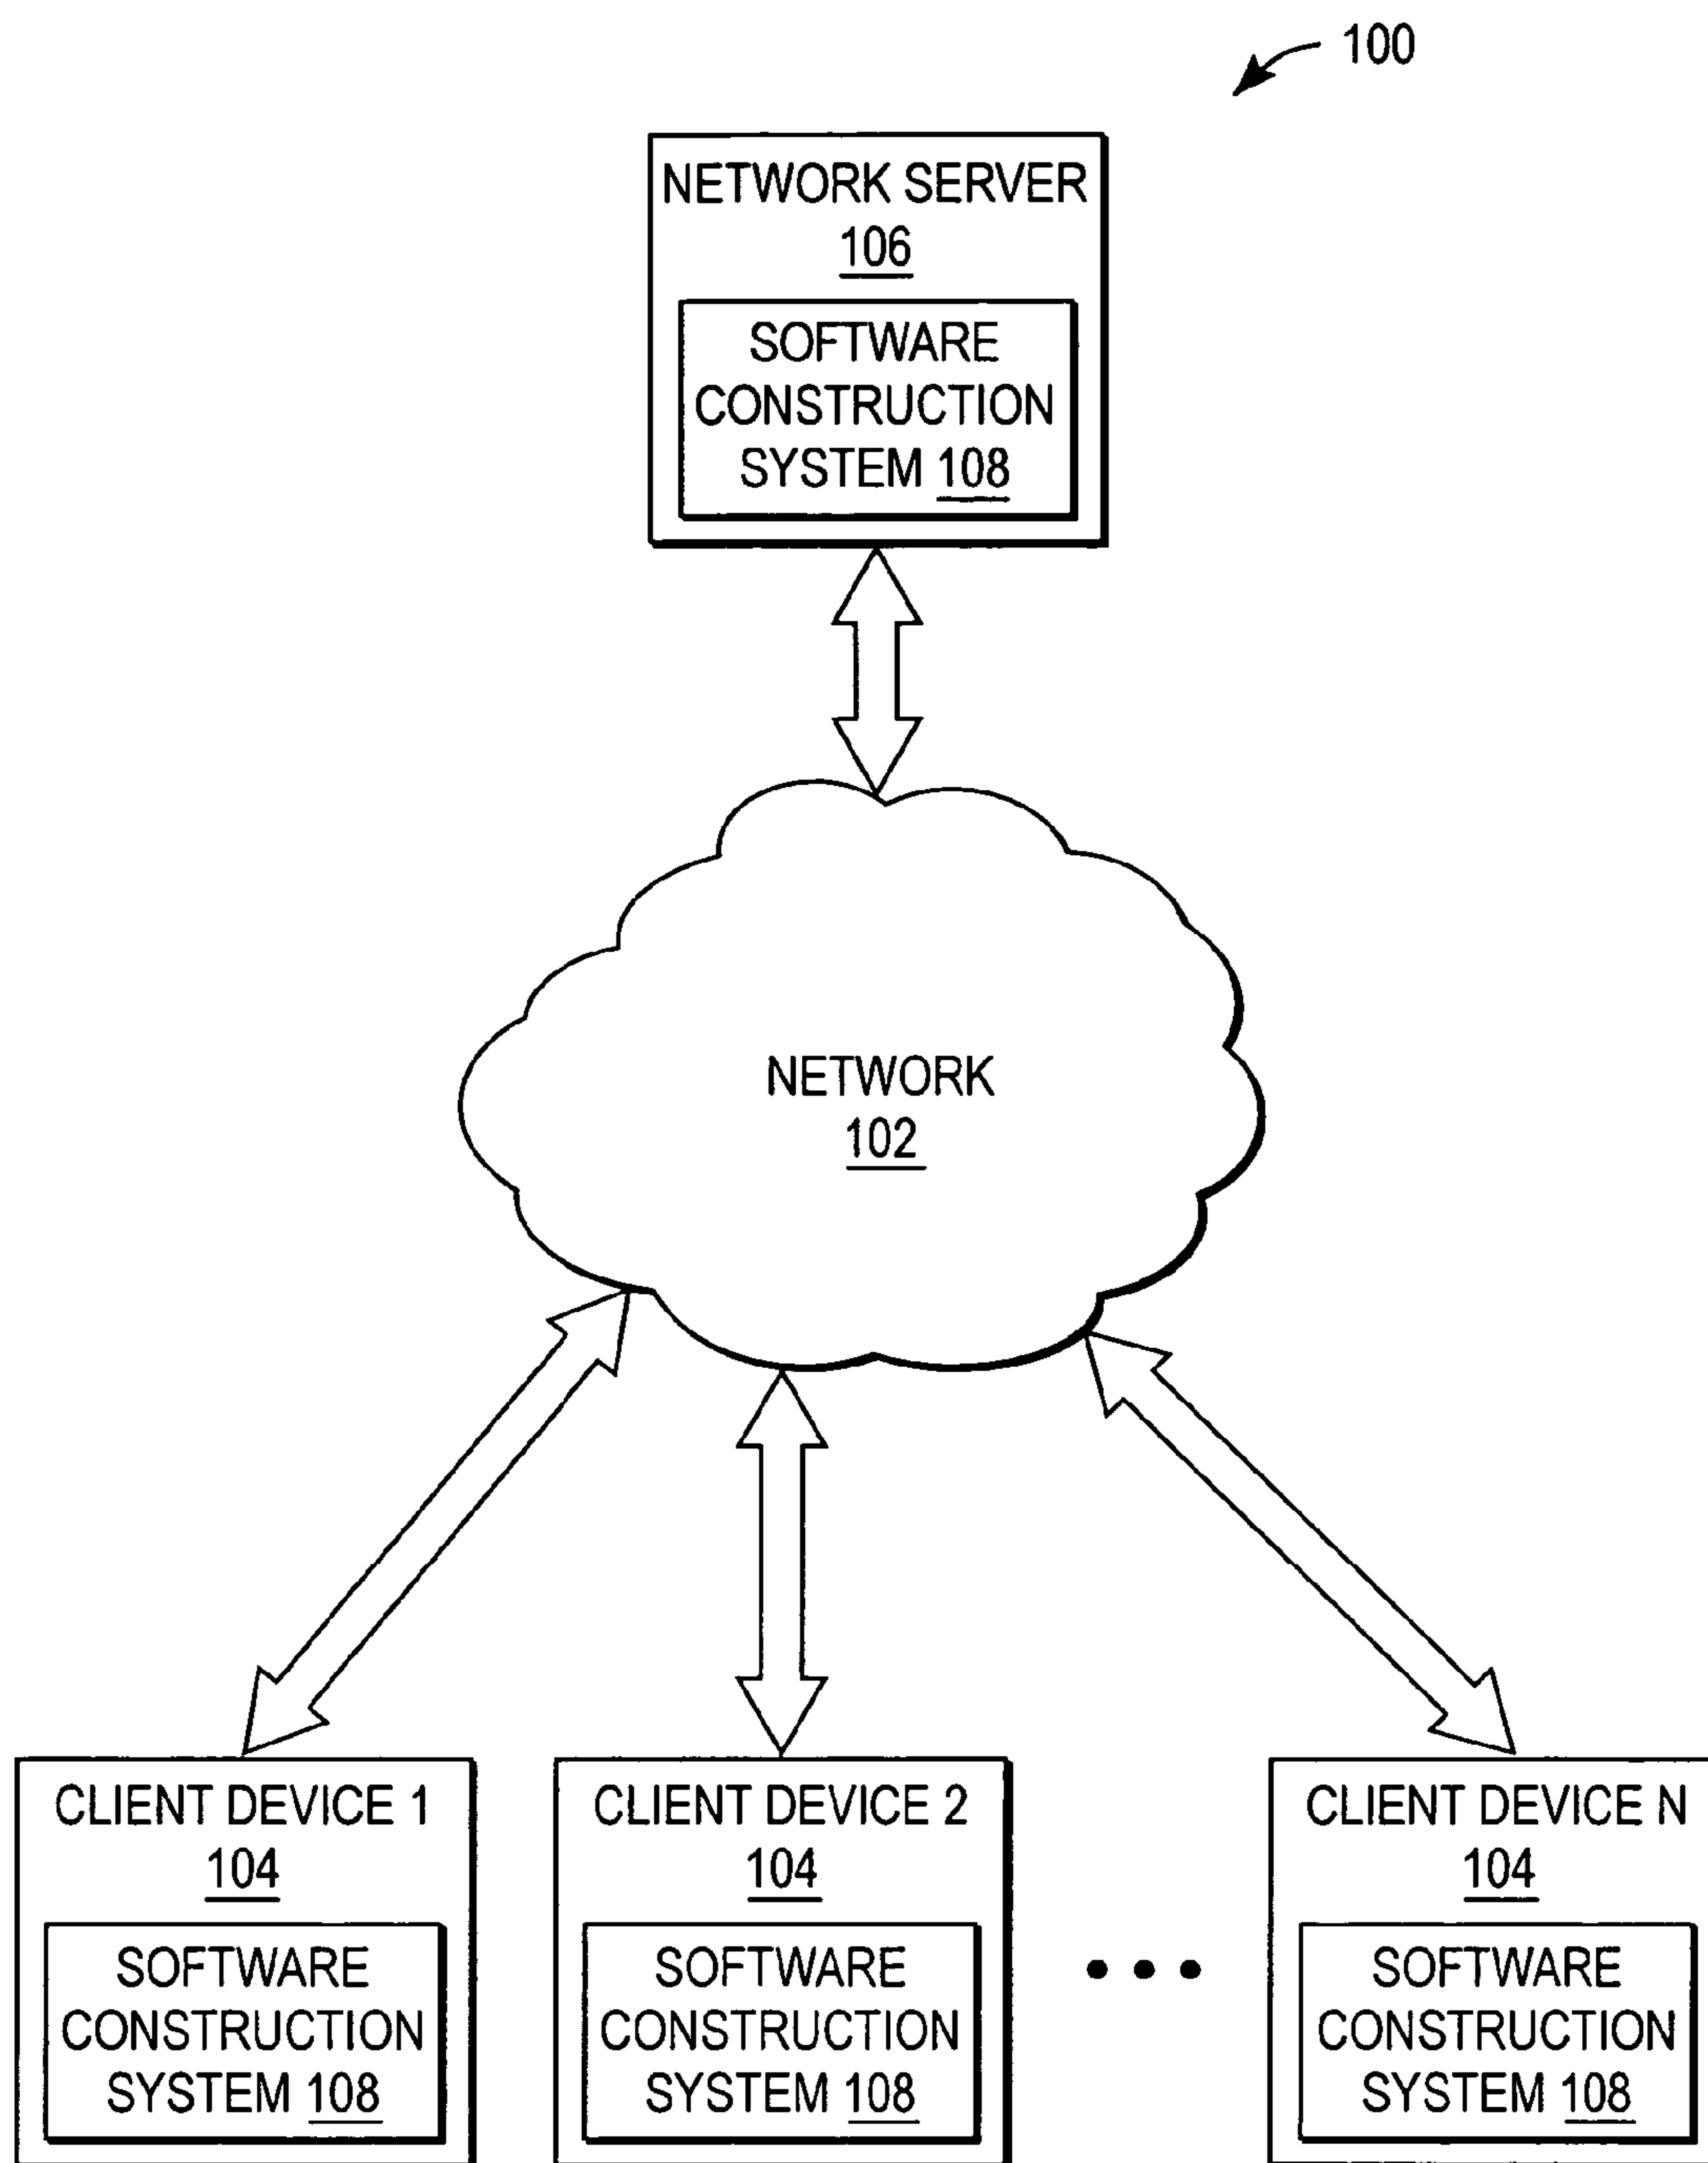 100
NETWORK SERVER
106
SOFTWARE
CONSTRUCTION
SYSTEM 108
NETWORK
102
CLIENT DEVICE 1
104
SOFTWARE
CONSTRUCTION
SYSTEM 108
CLIENT DEVICE 2
104
SOFTWARE
CONSTRUCTION
SYSTEM 108
CLIENT DEVICE N
104
SOFTWARE
CONSTRUCTION
SYSTEM 108